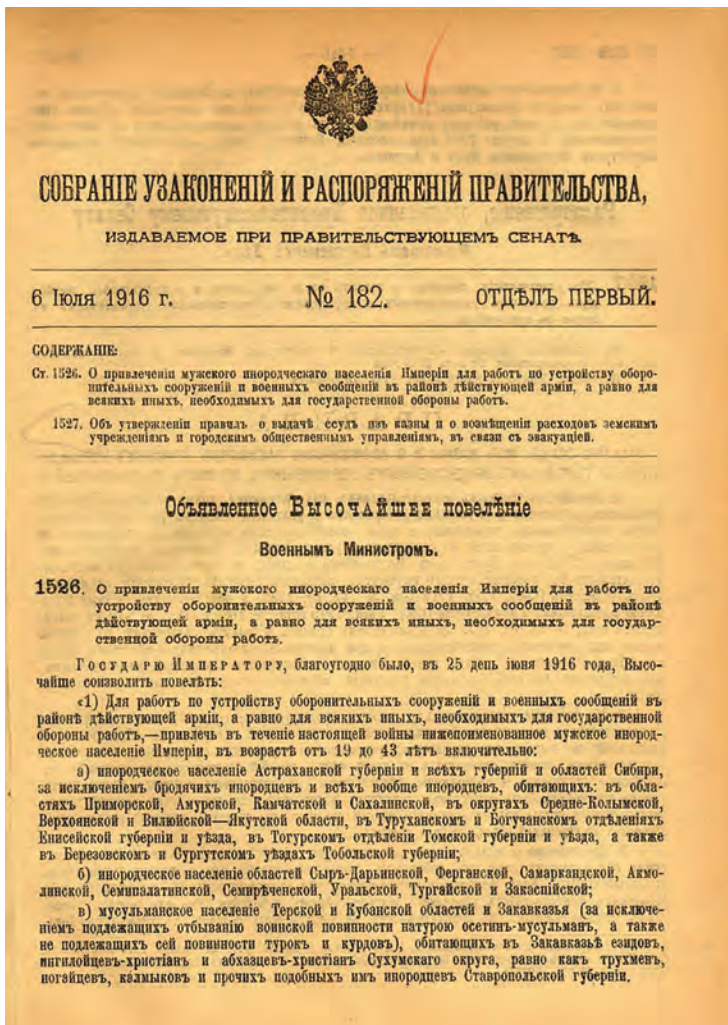 СОБРАНІЕ УЗАКОНЕНІЙ И РАСПОРЯЖЕНІЙ ПРАВИТЕЛЬСТВА,
ИЗДАВАЕМОЕ ПРИ ПРАВИТЕЛЬСТВУЮЩЕМЪ СЕНАТѢ.
6 Іюля 1916 г. № 182. ОТДѢЛЪ ПЕРВЫЙ.
СОДЕРЖАНІЕ:
Ст. 1526. О привлеченіи мужского инородческаго населенія Имперіи для работъ по устройству оборо-
нительныхъ сооруженій и военныхъ сообщеній въ районѣ дѣйствующей арміи, а равно для
всякихъ иныхъ, необходимыхъ для государственной обороны работъ.
1527. Объ утвержденіи правилъ о выдачѣ ссудъ изъ казны и о возмѣщеніи расходовъ земскимъ
учрежденіямъ и городскимъ общественнымъ управленіямъ, въ связи съ эвакуаціей.
Объявленное Высочайшее повелѣніе
Военнымъ Министромъ.
1526. О привлеченіи мужского инородческаго населенія Имперіи для работъ по
устройству оборонительныхъ сооруженій и военныхъ сообщеній въ районѣ
дѣйствующей арміи, а равно для всякихъ иныхъ, необходимыхъ для государ-
ственной обороны работъ.
Государю Императору, благоугодно было, въ 25 день іюня 1916 года, Высо-
чайше соизволить повелѣть:
«1) Для работъ по устройству оборонительныхъ сооруженій и военныхъ сообщеній въ
районѣ дѣйствующей арміи, а равно для всякихъ иныхъ, необходимыхъ для государственной
обороны работъ,—привлечь въ теченіе настоящей войны нижепоименованное мужское инород-
ческое населеніе Имперіи, въ возрастѣ отъ 19 до 43 лѣтъ включительно:
а) инородческое населеніе Астраханской губерніи и всѣхъ губерній и областей Сибири,
за исключеніемъ бродячихъ инородцевъ и всѣхъ вообще инородцевъ, обитающихъ: въ обла-
стяхъ Приморской, Амурской, Камчатской и Сахалинской, въ округахъ Средне-Колымской,
Верхоянской и Вилюйской—Якутской области, въ Туруханскомъ и Богучанскомъ отдѣленіяхъ
Енисейской губерніи и уѣзда, въ Тогурскомъ отдѣленіи Томской губерніи и уѣзда, а также
въ Березовскомъ и Сургутскомъ уѣздахъ Тобольской губерніи;
б) инородческое населеніе областей Сыръ-Дарьинской, Ферганской, Самаркандской, Акмо-
линской, Семипалатинской, Семирѣченской, Уральской, Тургайской и Закаспійской;
в) мусульманское населеніе Терской и Кубанской областей и Закавказья (за исключе-
ніемъ подлежащихъ отбыванію воинской повинности натурою осетинъ-мусульманъ, а также
не подлежащихъ сей повинности турокъ и курдовъ), обитающихъ въ Закавказьѣ езидовъ,
ингилойцевъ-христіанъ и абхазцевъ-христіанъ Сухумскаго округа, равно какъ трухменъ,
ногайцевъ, калмыковъ и прочихъ подобныхъ имъ инородцевъ Ставропольской губерніи.